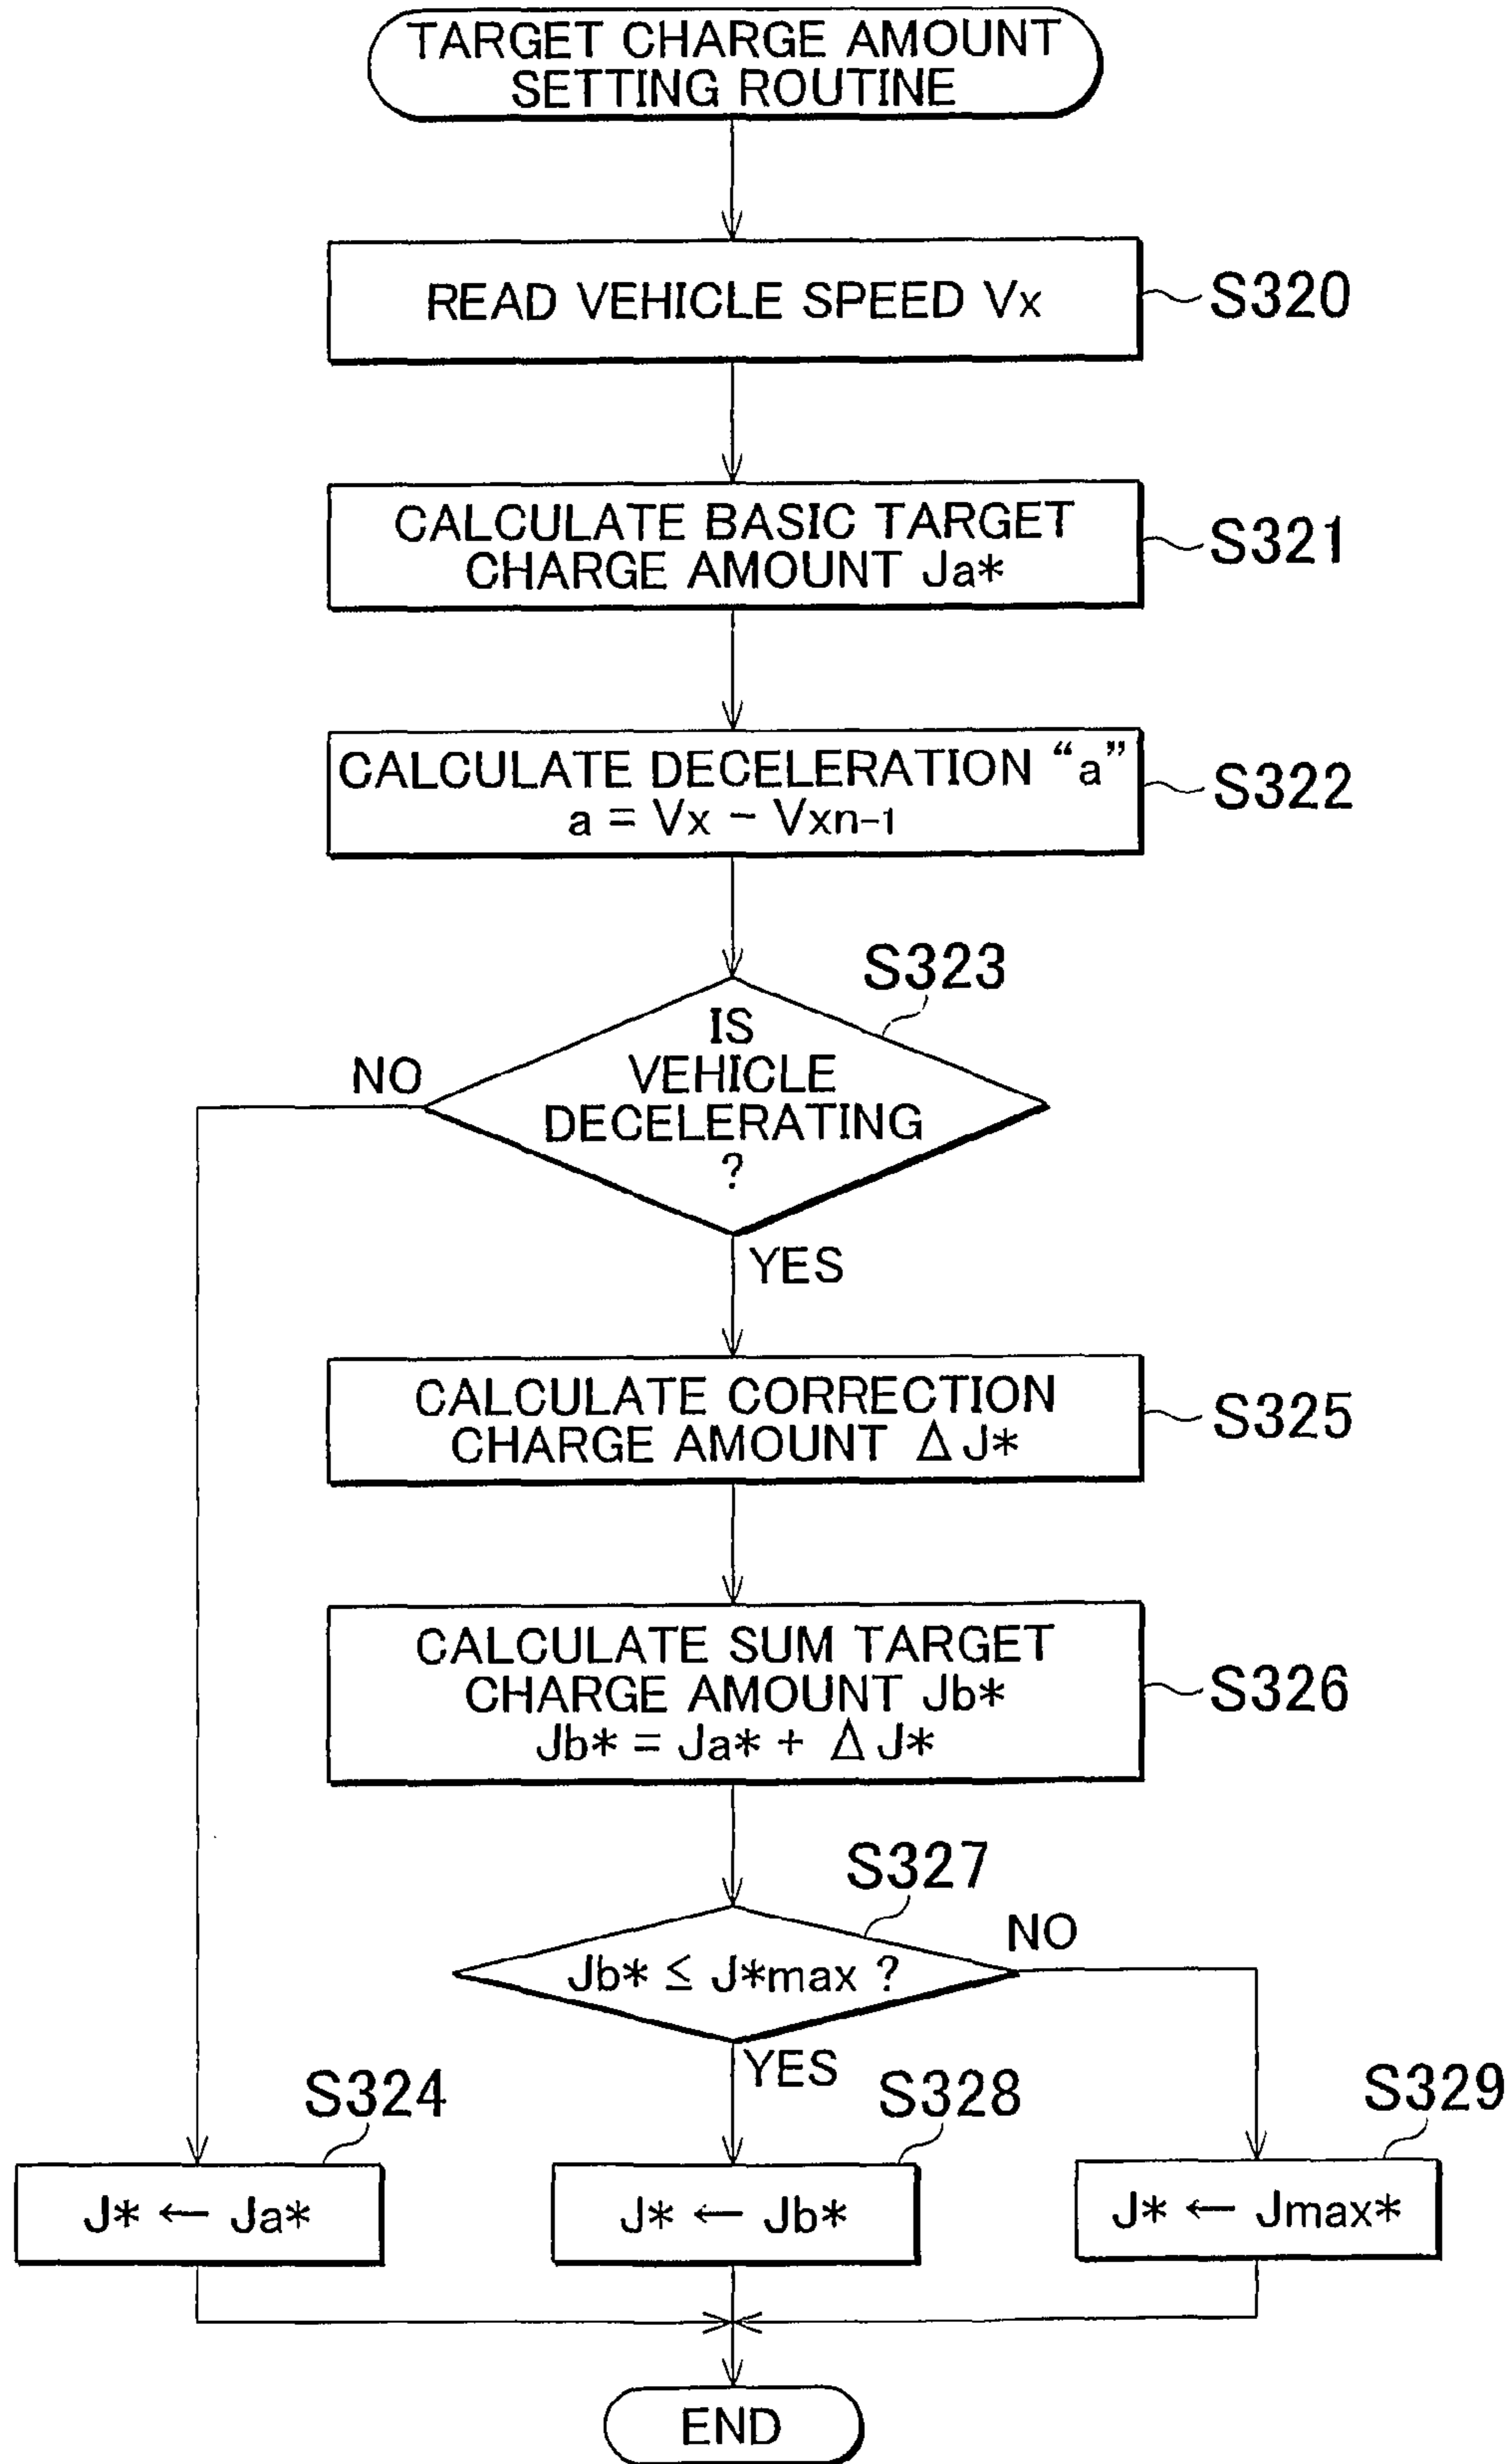 TARGET CHARGE AMOUNT
SETTING ROUTINE
READ VEHICLE SPEED Vx
S320
CALCULATE BASIC TARGET
CHARGE AMOUNT Ja*
S321
CALCULATE DECELERATION “a”
a = Vx − Vxn-1
S322
S323
IS
VEHICLE
DECELERATING
?
NO
YES
CALCULATE CORRECTION
CHARGE AMOUNT ΔJ*
S325
CALCULATE SUM TARGET
CHARGE AMOUNT Jb*
Jb* = Ja* + ΔJ*
S326
S327
Jb* ≤ J*max ?
NO
YES
S324
J* ← Ja*
S328
J* ← Jb*
S329
J* ← Jmax*
END